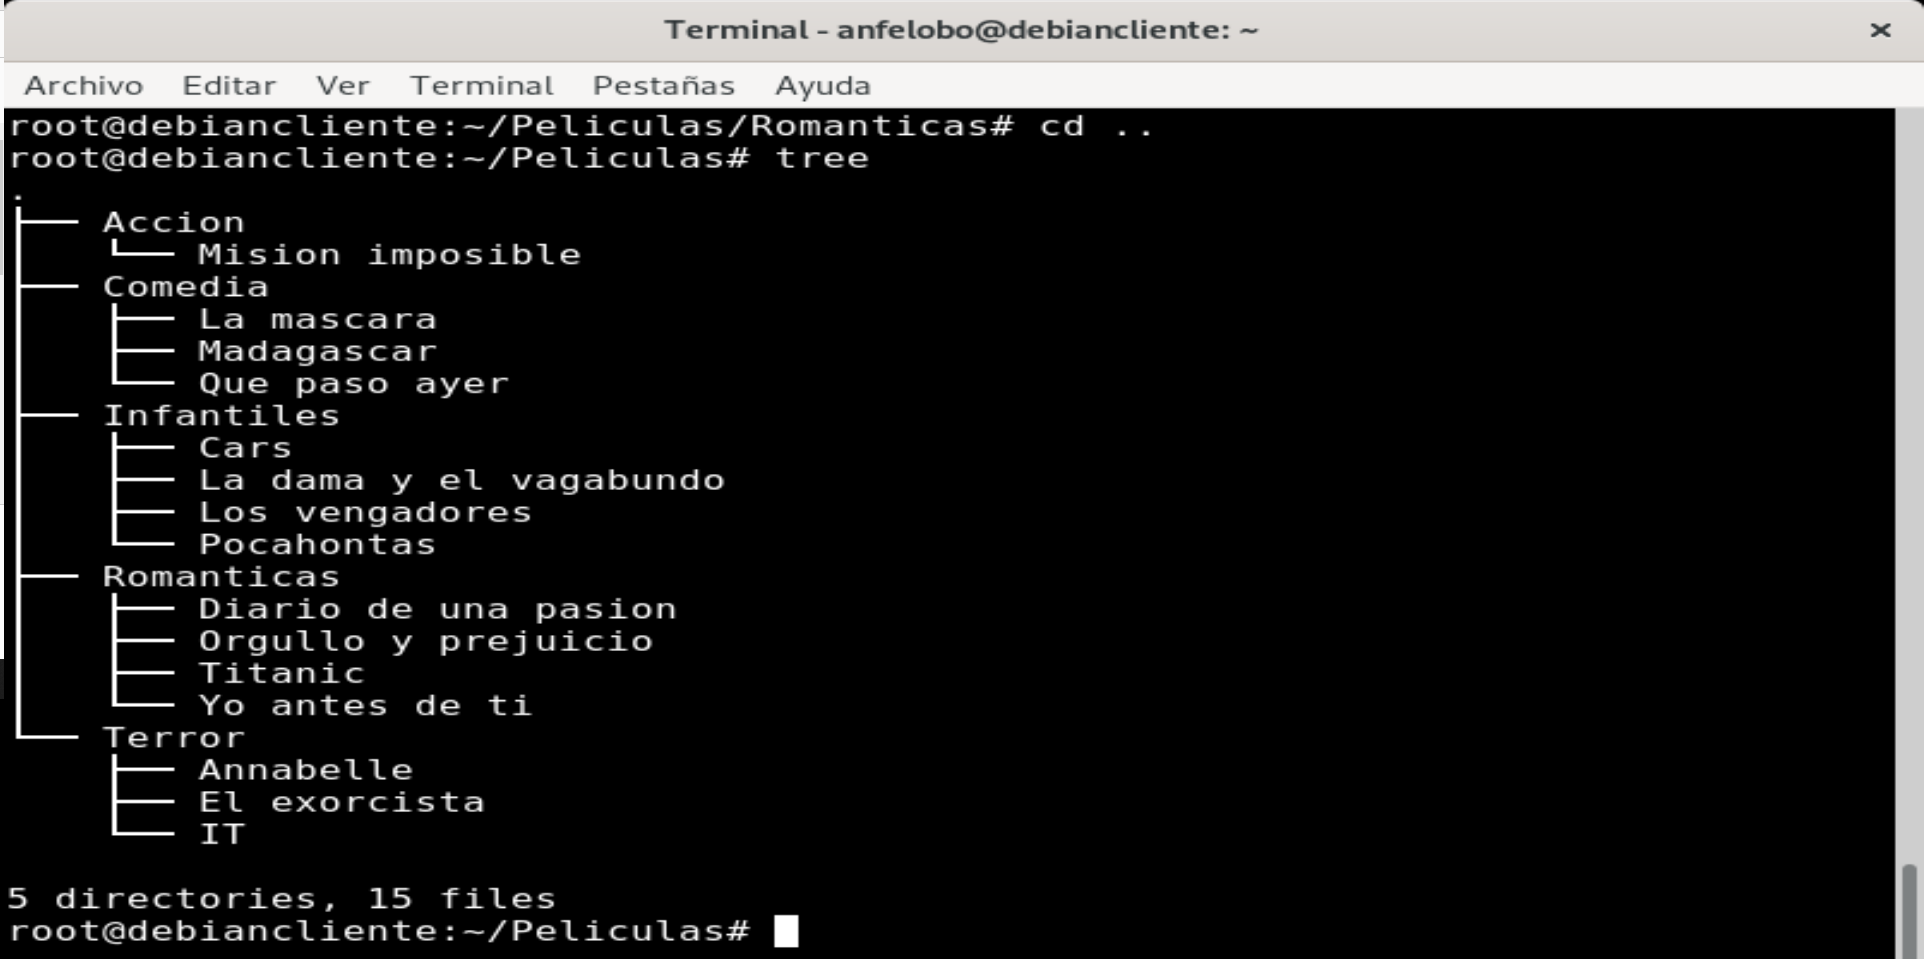 Terminal - anfelobo@debiancliente: ~ ×
Archivo Editar Ver Terminal Pestañas Ayuda
root@debiancliente:~/Peliculas/Romanticas# cd ..
root@debiancliente:~/Peliculas# tree
.
├── Accion
│   └── Mision imposible
├── Comedia
│   ├── La mascara
│   ├── Madagascar
│   └── Que paso ayer
├── Infantiles
│   ├── Cars
│   ├── La dama y el vagabundo
│   ├── Los vengadores
│   └── Pocahontas
├── Romanticas
│   ├── Diario de una pasion
│   ├── Orgullo y prejuicio
│   ├── Titanic
│   └── Yo antes de ti
└── Terror
    ├── Annabelle
    ├── El exorcista
    └── IT
5 directories, 15 files
root@debiancliente:~/Peliculas#